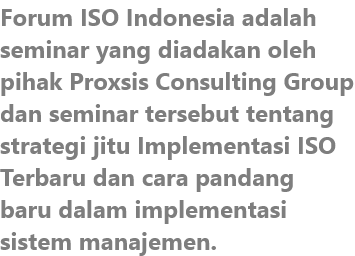 Forum ISO Indonesia adalah
seminar yang diadakan oleh
pihak Proxsis Consulting Group
dan seminar tersebut tentang
strategi jitu Implementasi ISO
Terbaru dan cara pandang
baru dalam implementasi
sistem manajemen.